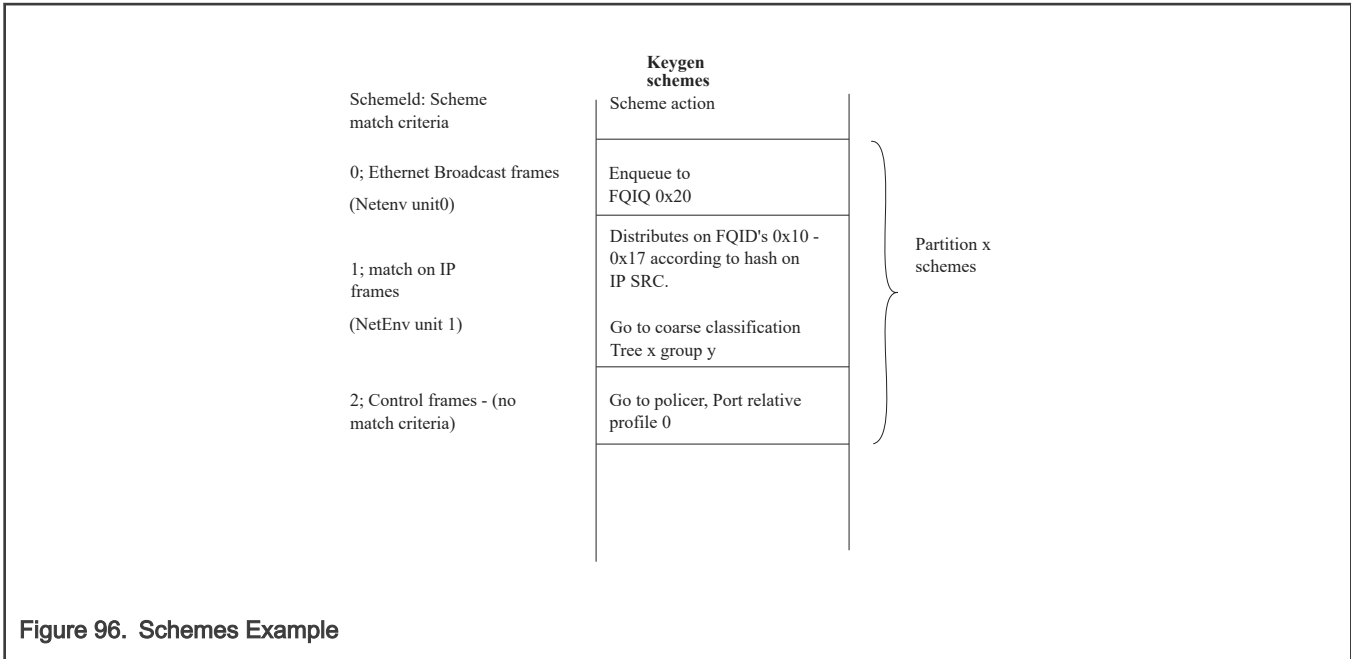 Keygen
schemes
Schemeld: Scheme
match criteria
Scheme action
0; Ethernet Broadcast frames
(Netenv unit0)
Enqueue to
FQIQ 0x20
1; match on IP
frames
(NetEnv unit 1)
Distributes on FQID's 0x10 -
0x17 according to hash on
IP SRC.
Go to coarse classification
Tree x group y
2; Control frames - (no
match criteria)
Go to policer, Port relative
profile 0
Partition x
schemes
Figure 96. Schemes Example